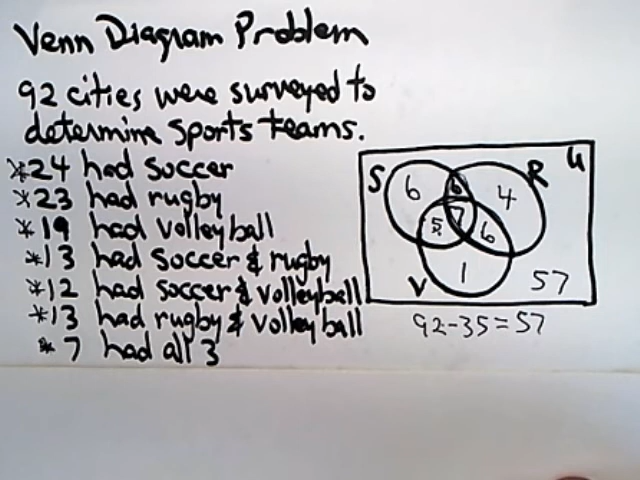 Venn Diagram Problem
92 cities were surveyed to
determine sports teams.
*24 had soccer
*23 had rugby
*19 had volleyball
*13 had soccer & rugby
*12 had soccer & volleyball
*13 had rugby & volleyball
*7 had all 3
U
S 6 6 4 R
5 7 6
V 1 57
92-35=57